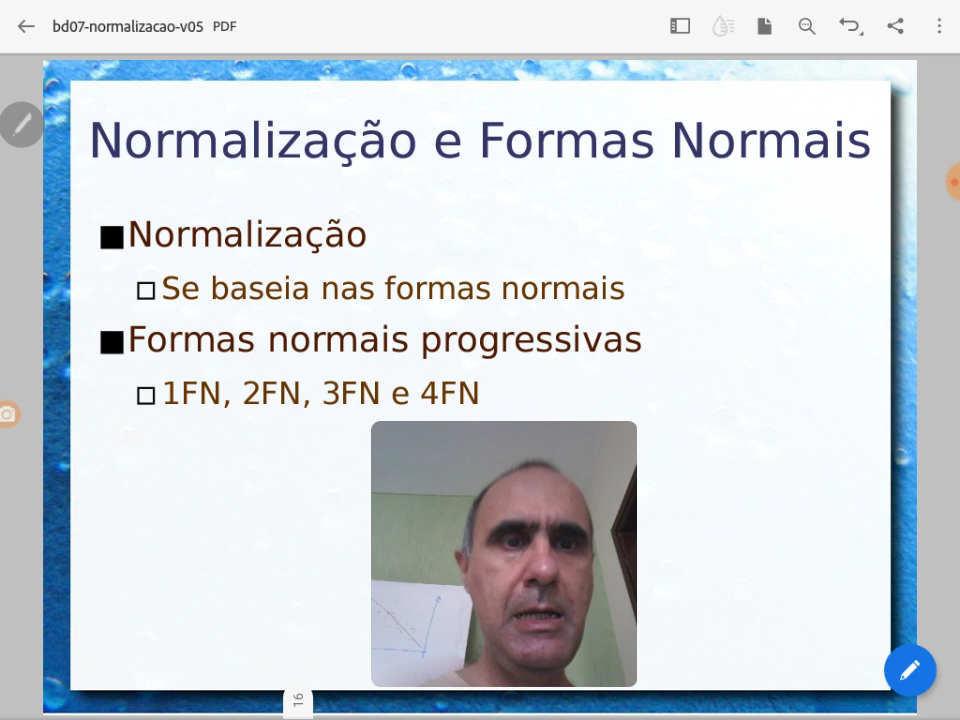 bd07-normalizacao-v05 PDF
Normalização e Formas Normais
Normalização
Se baseia nas formas normais
Formas normais progressivas
1FN, 2FN, 3FN e 4FN
16